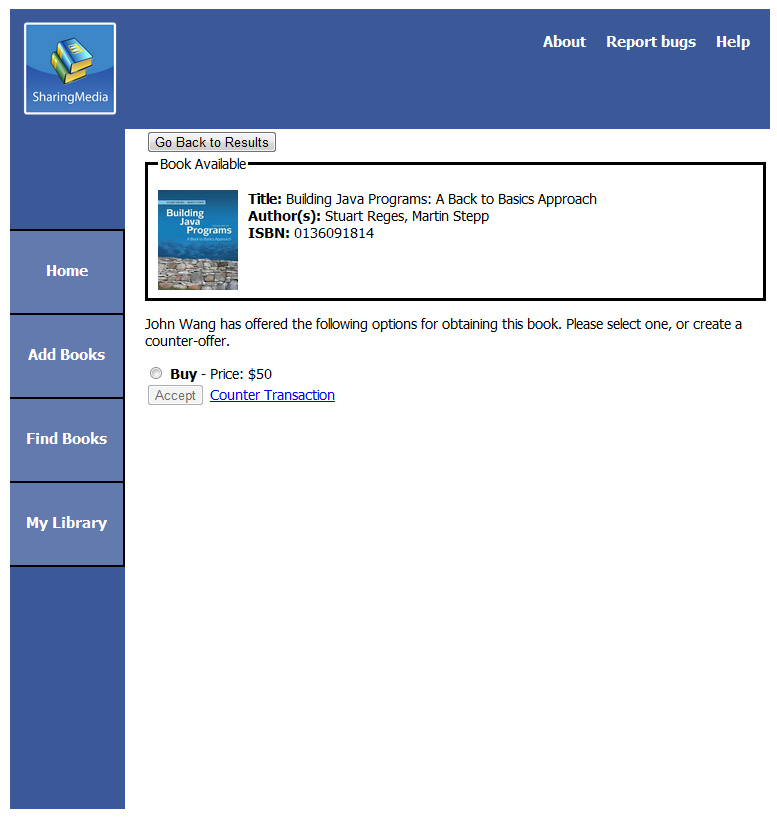 SharingMedia
About Report bugs Help
Home
Add Books
Find Books
My Library
Go Back to Results
Book Available
Building
Java
Programs
A Back to Basics Approach
Title: Building Java Programs: A Back to Basics Approach
Author(s): Stuart Reges, Martin Stepp
ISBN: 0136091814
John Wang has offered the following options for obtaining this book. Please select one, or create a
counter-offer.
Buy - Price: $50
Accept Counter Transaction